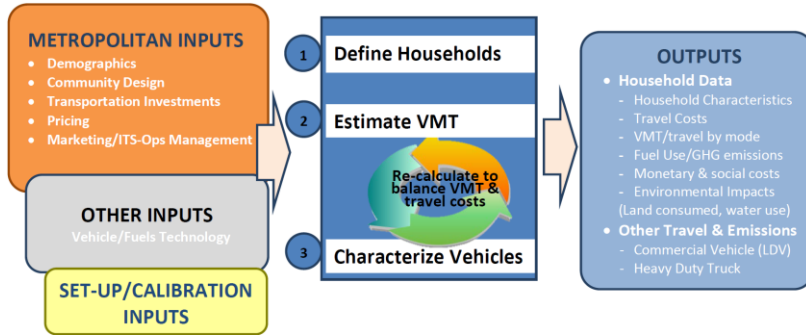 METROPOLITAN INPUTS
• Demographics
• Community Design
• Transportation Investments
• Pricing
• Marketing/ITS-Ops Management
OTHER INPUTS
Vehicle/Fuels Technology
SET-UP/CALIBRATION
INPUTS
1 Define Households
2 Estimate VMT
Re-calculate to
balance VMT &
travel costs
3 Characterize Vehicles
OUTPUTS
• Household Data
- Household Characteristics
- Travel Costs
- VMT/travel by mode
- Fuel Use/GHG emissions
- Monetary & social costs
- Environmental Impacts
(Land consumed, water use)
• Other Travel & Emissions
- Commercial Vehicle (LDV)
- Heavy Duty Truck